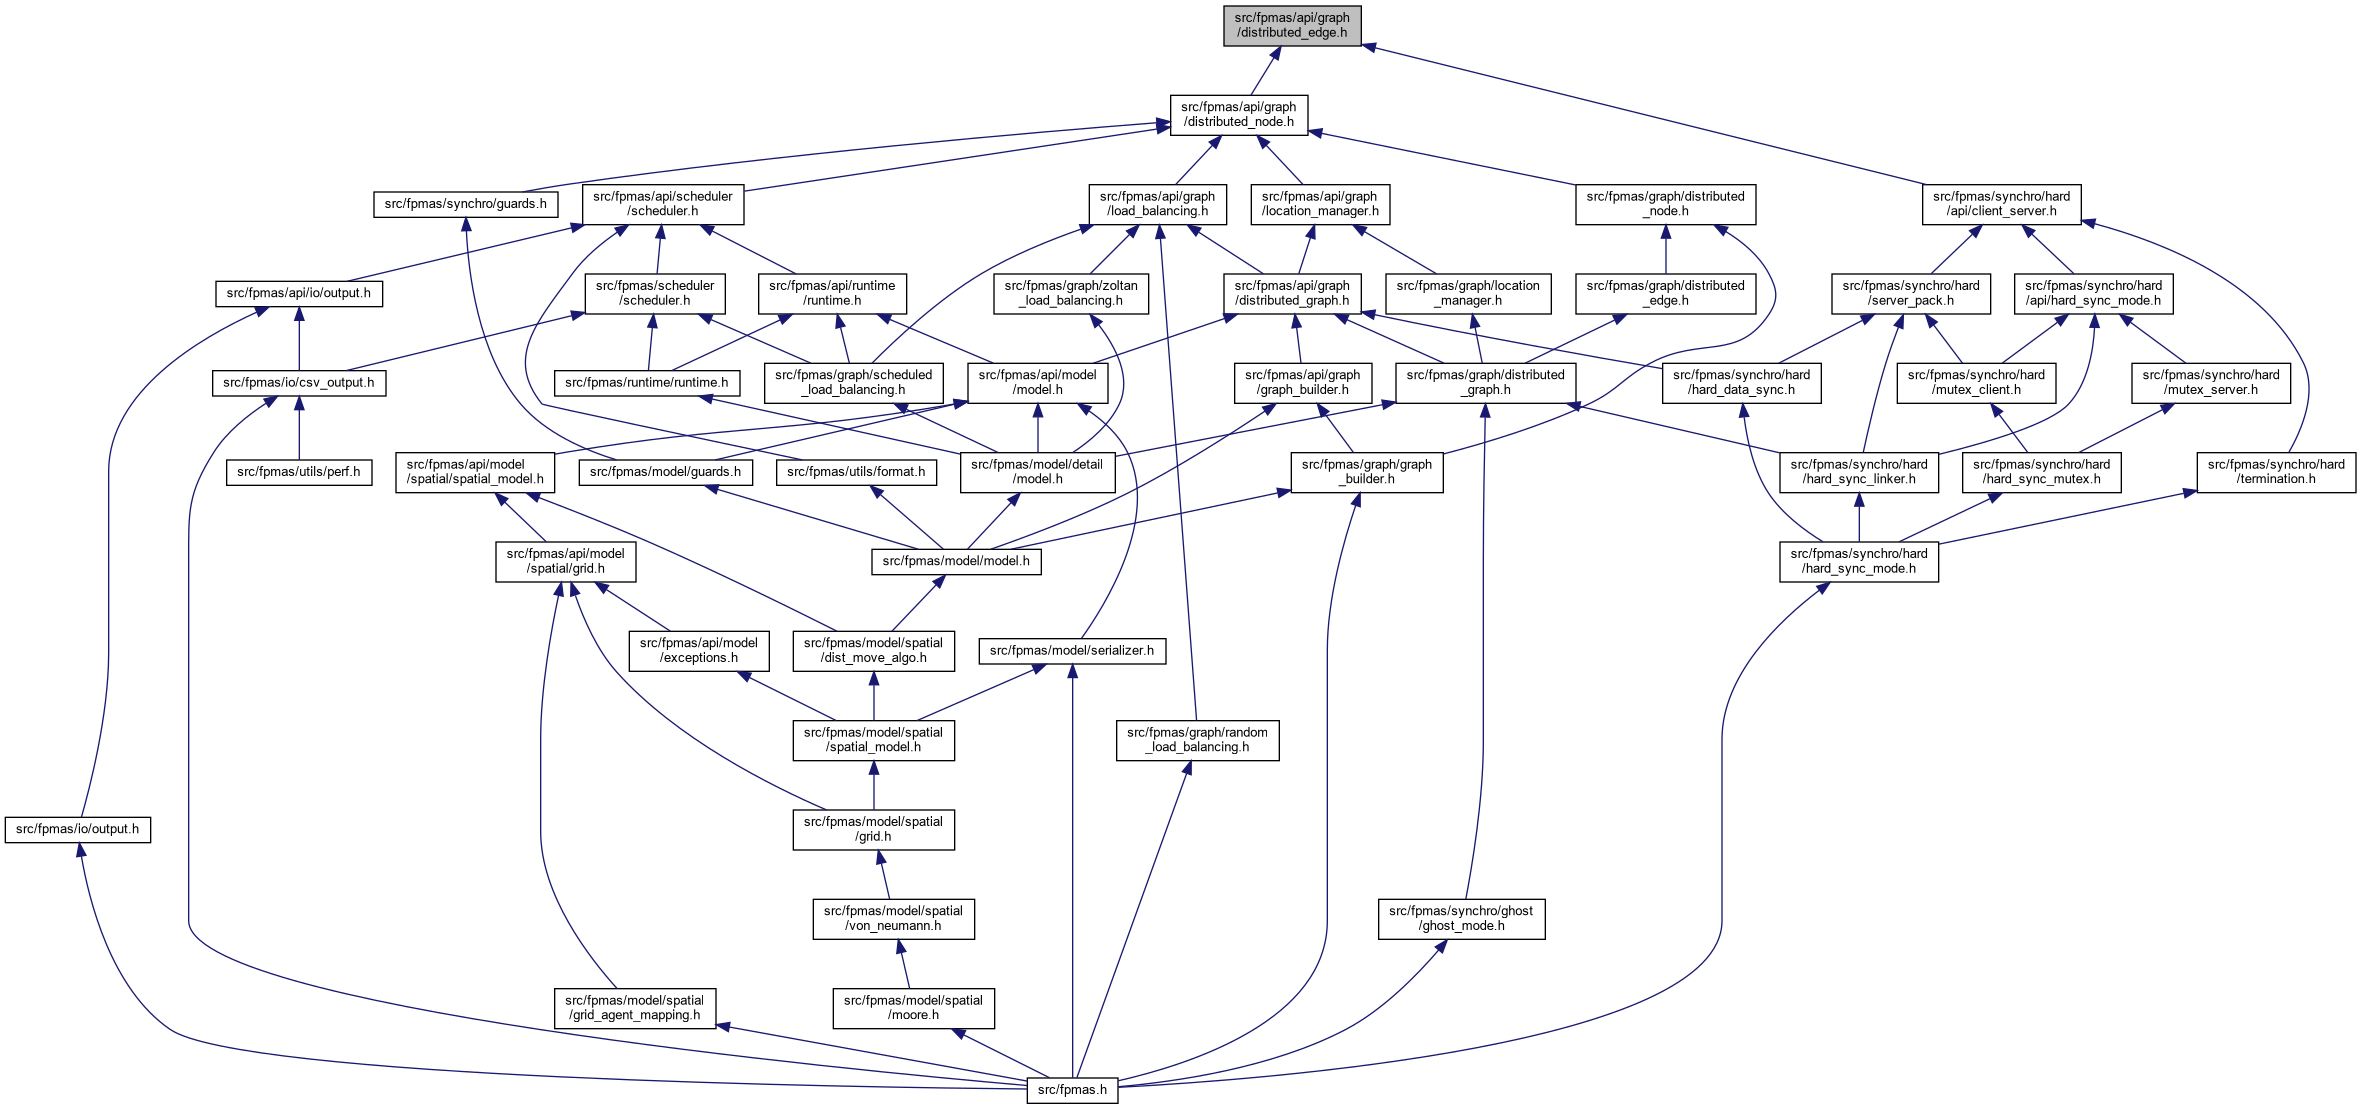 src/fpmas/api/graph
/distributed_edge.h
src/fpmas/api/graph
/distributed_node.h
src/fpmas/synchro/guards.h
src/fpmas/api/scheduler
/scheduler.h
src/fpmas/api/graph
/load_balancing.h
src/fpmas/api/graph
/location_manager.h
src/fpmas/graph/distributed
_node.h
src/fpmas/synchro/hard
/api/client_server.h
src/fpmas/api/io/output.h
src/fpmas/scheduler
/scheduler.h
src/fpmas/api/runtime
/runtime.h
src/fpmas/graph/zoltan
_load_balancing.h
src/fpmas/api/graph
/distributed_graph.h
src/fpmas/graph/location
_manager.h
src/fpmas/graph/distributed
_edge.h
src/fpmas/synchro/hard
/server_pack.h
src/fpmas/synchro/hard
/api/hard_sync_mode.h
src/fpmas/io/csv_output.h
src/fpmas/runtime/runtime.h
src/fpmas/graph/scheduled
_load_balancing.h
src/fpmas/api/model
/model.h
src/fpmas/api/graph
/graph_builder.h
src/fpmas/graph/distributed
_graph.h
src/fpmas/synchro/hard
/hard_data_sync.h
src/fpmas/synchro/hard
/mutex_client.h
src/fpmas/synchro/hard
/mutex_server.h
src/fpmas/utils/perf.h
src/fpmas/api/model
/spatial/spatial_model.h
src/fpmas/model/guards.h
src/fpmas/utils/format.h
src/fpmas/model/detail
/model.h
src/fpmas/graph/graph
_builder.h
src/fpmas/synchro/hard
/hard_sync_linker.h
src/fpmas/synchro/hard
/hard_sync_mutex.h
src/fpmas/synchro/hard
/termination.h
src/fpmas/api/model
/spatial/grid.h
src/fpmas/model/model.h
src/fpmas/synchro/hard
/hard_sync_mode.h
src/fpmas/api/model
/exceptions.h
src/fpmas/model/spatial
/dist_move_algo.h
src/fpmas/model/serializer.h
src/fpmas/model/spatial
/spatial_model.h
src/fpmas/graph/random
_load_balancing.h
src/fpmas/io/output.h
src/fpmas/model/spatial
/grid.h
src/fpmas/model/spatial
/von_neumann.h
src/fpmas/synchro/ghost
/ghost_mode.h
src/fpmas/model/spatial
/grid_agent_mapping.h
src/fpmas/model/spatial
/moore.h
src/fpmas.h